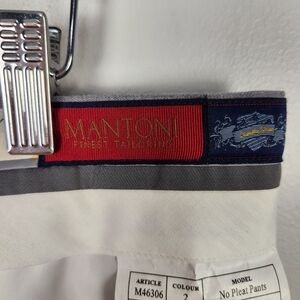 MANTONI
FINEST TAILORING
ARTICLE
COLOUR
MODEL
M46306
2
No Pleat Pants